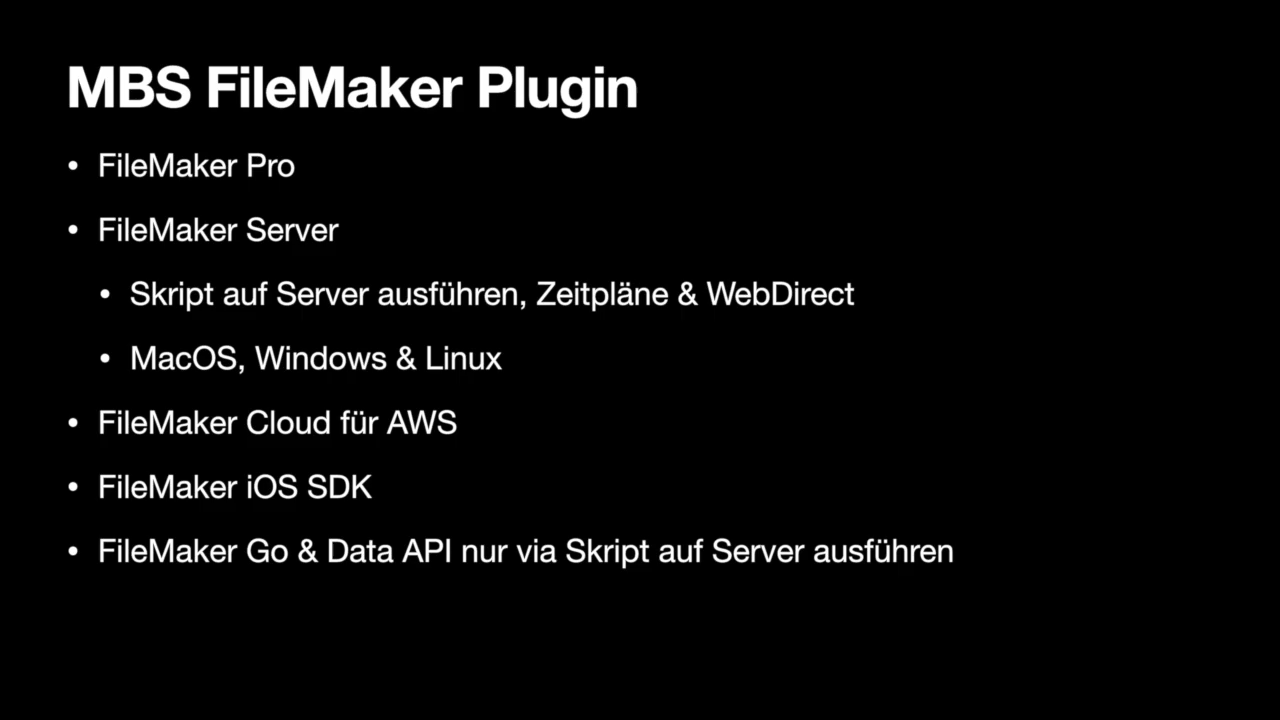 MBS FileMaker Plugin
• FileMaker Pro
• FileMaker Server
• Skript auf Server ausführen, Zeitpläne & WebDirect
• MacOS, Windows & Linux
• FileMaker Cloud für AWS
• FileMaker iOS SDK
• FileMaker Go & Data API nur via Skript auf Server ausführen